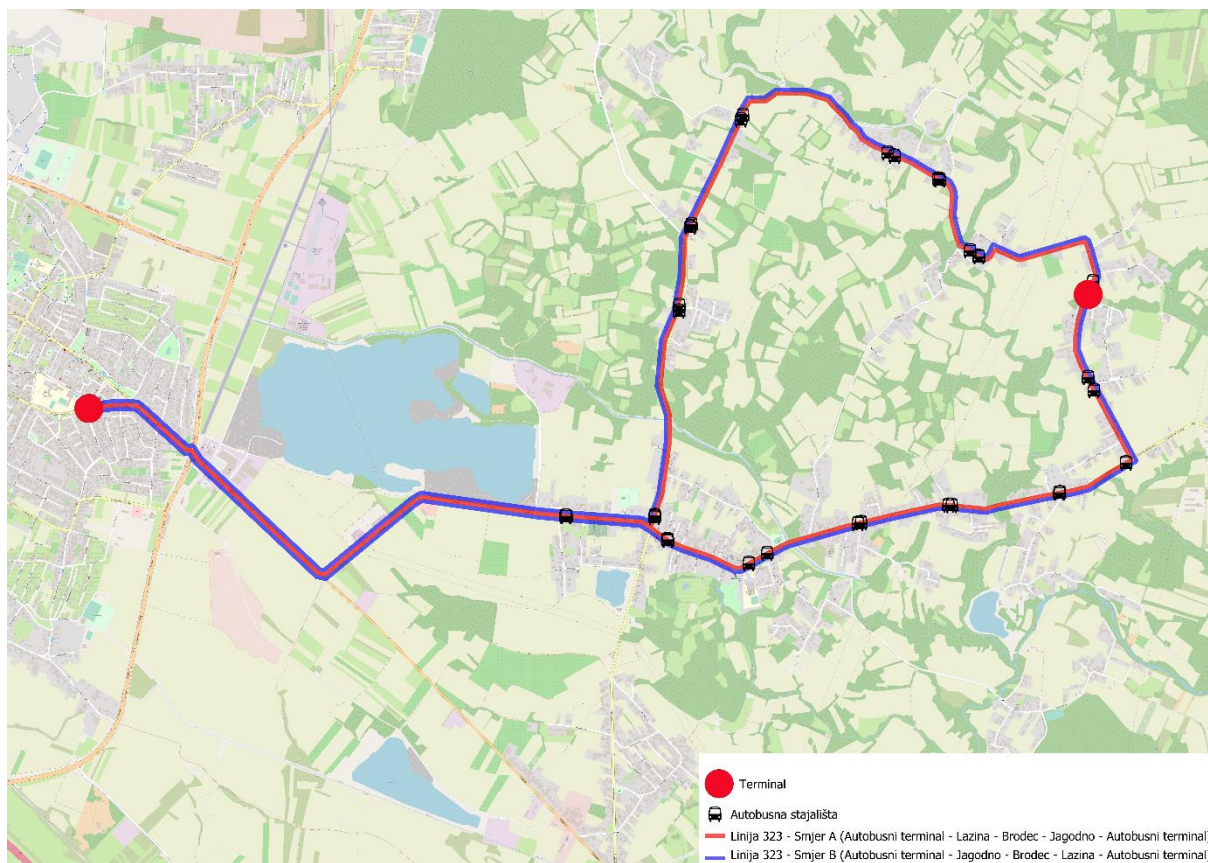 Terminal
Autobusna stajališta
Linija 323 - Smjer A (Autobusni terminal - Lazina - Brodec - Jagodno - Autobusni terminal)
Linija 323 - Smjer B (Autobusni terminal - Jagodno - Brodec - Lazina - Autobusni terminal)